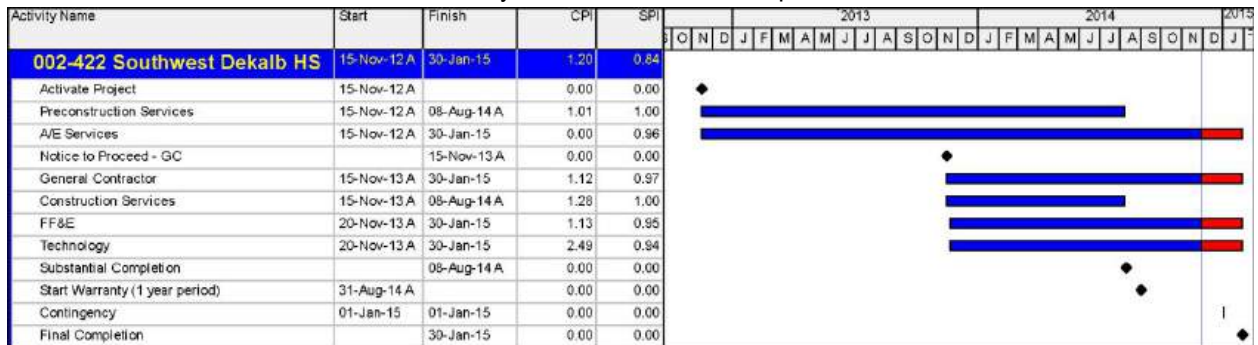 Activity Name Start Finish CPI SPI 2013 2014 2015
O N D J F M A M J J A S O N D J F M A M J J A S O N D J
002-422 Southwest Dekalb HS 15-Nov-12 A 30-Jan-15 1.20 0.84
Activate Project 15-Nov-12 A 0.00 0.00
Preconstruction Services 15-Nov-12 A 08-Aug-14 A 1.01 1.00
A/E Services 15-Nov-12 A 30-Jan-15 0.00 0.96
Notice to Proceed - GC 15-Nov-13 A 0.00 0.00
General Contractor 15-Nov-13 A 30-Jan-15 1.12 0.97
Construction Services 15-Nov-13 A 08-Aug-14 A 1.28 1.00
FF&E 20-Nov-13 A 30-Jan-15 1.13 0.95
Technology 20-Nov-13 A 30-Jan-15 2.49 0.94
Substantial Completion 08-Aug-14 A 0.00 0.00
Start Warranty (1 year period) 31-Aug-14 A 0.00 0.00
Contingency 01-Jan-15 01-Jan-15 0.00 0.00
Final Completion 30-Jan-15 0.00 0.00